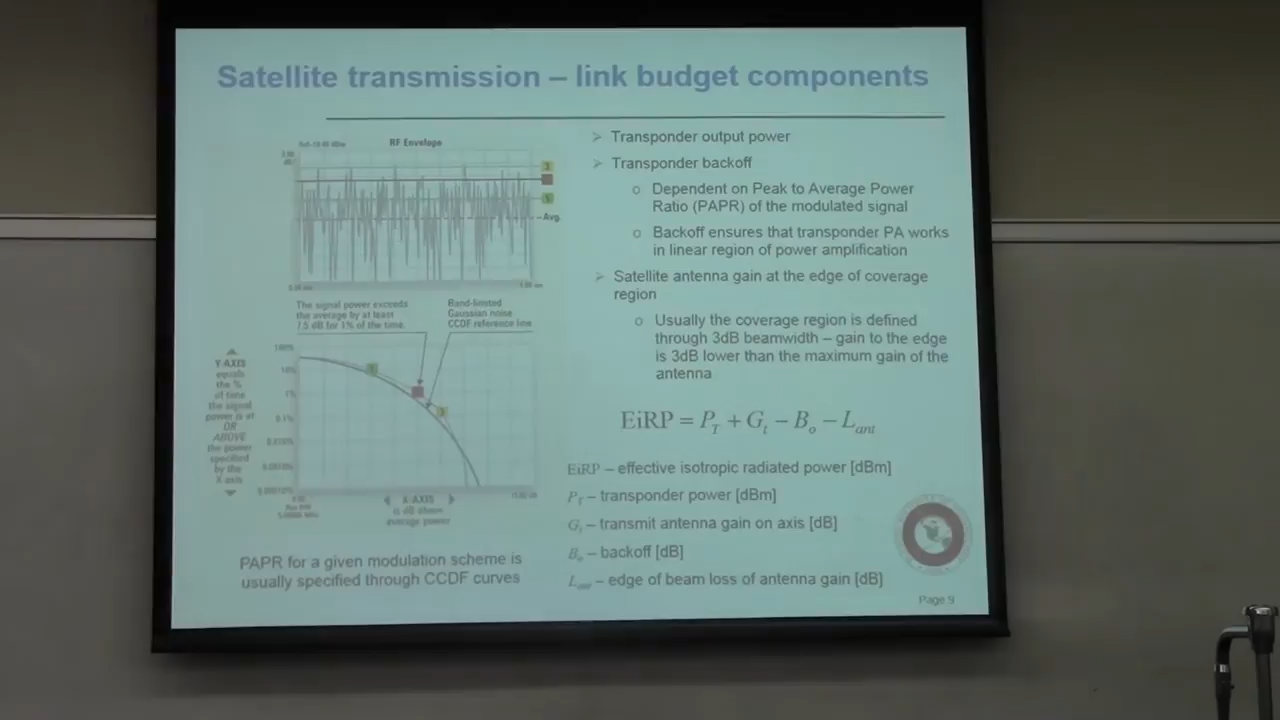 Satellite transmission – link budget components
RF Envelope
Avg.
The signal power exceeds
the average by at least
7.5 dB for 1% of the time.
Band-limited
Gaussian noise
CCDF reference line
100%
10%
1%
0.1%
Y-AXIS
equals
the %
of time
the signal
power is at
OR
ABOVE
the power
specified
by the
X axis
X-AXIS
is dB above
average power
PAPR for a given modulation scheme is
usually specified through CCDF curves
➢ Transponder output power
➢ Transponder backoff
o Dependent on Peak to Average Power
Ratio (PAPR) of the modulated signal
o Backoff ensures that transponder PA works
in linear region of power amplification
➢ Satellite antenna gain at the edge of coverage
region
o Usually the coverage region is defined
through 3dB beamwidth – gain to the edge
is 3dB lower than the maximum gain of the
antenna
EiRP = P_T + G_t − B_o − L_ant
EiRP – effective isotropic radiated power [dBm]
P_T – transponder power [dBm]
G_t – transmit antenna gain on axis [dB]
B_o – backoff [dB]
L_ant – edge of beam loss of antenna gain [dB]
Page 9